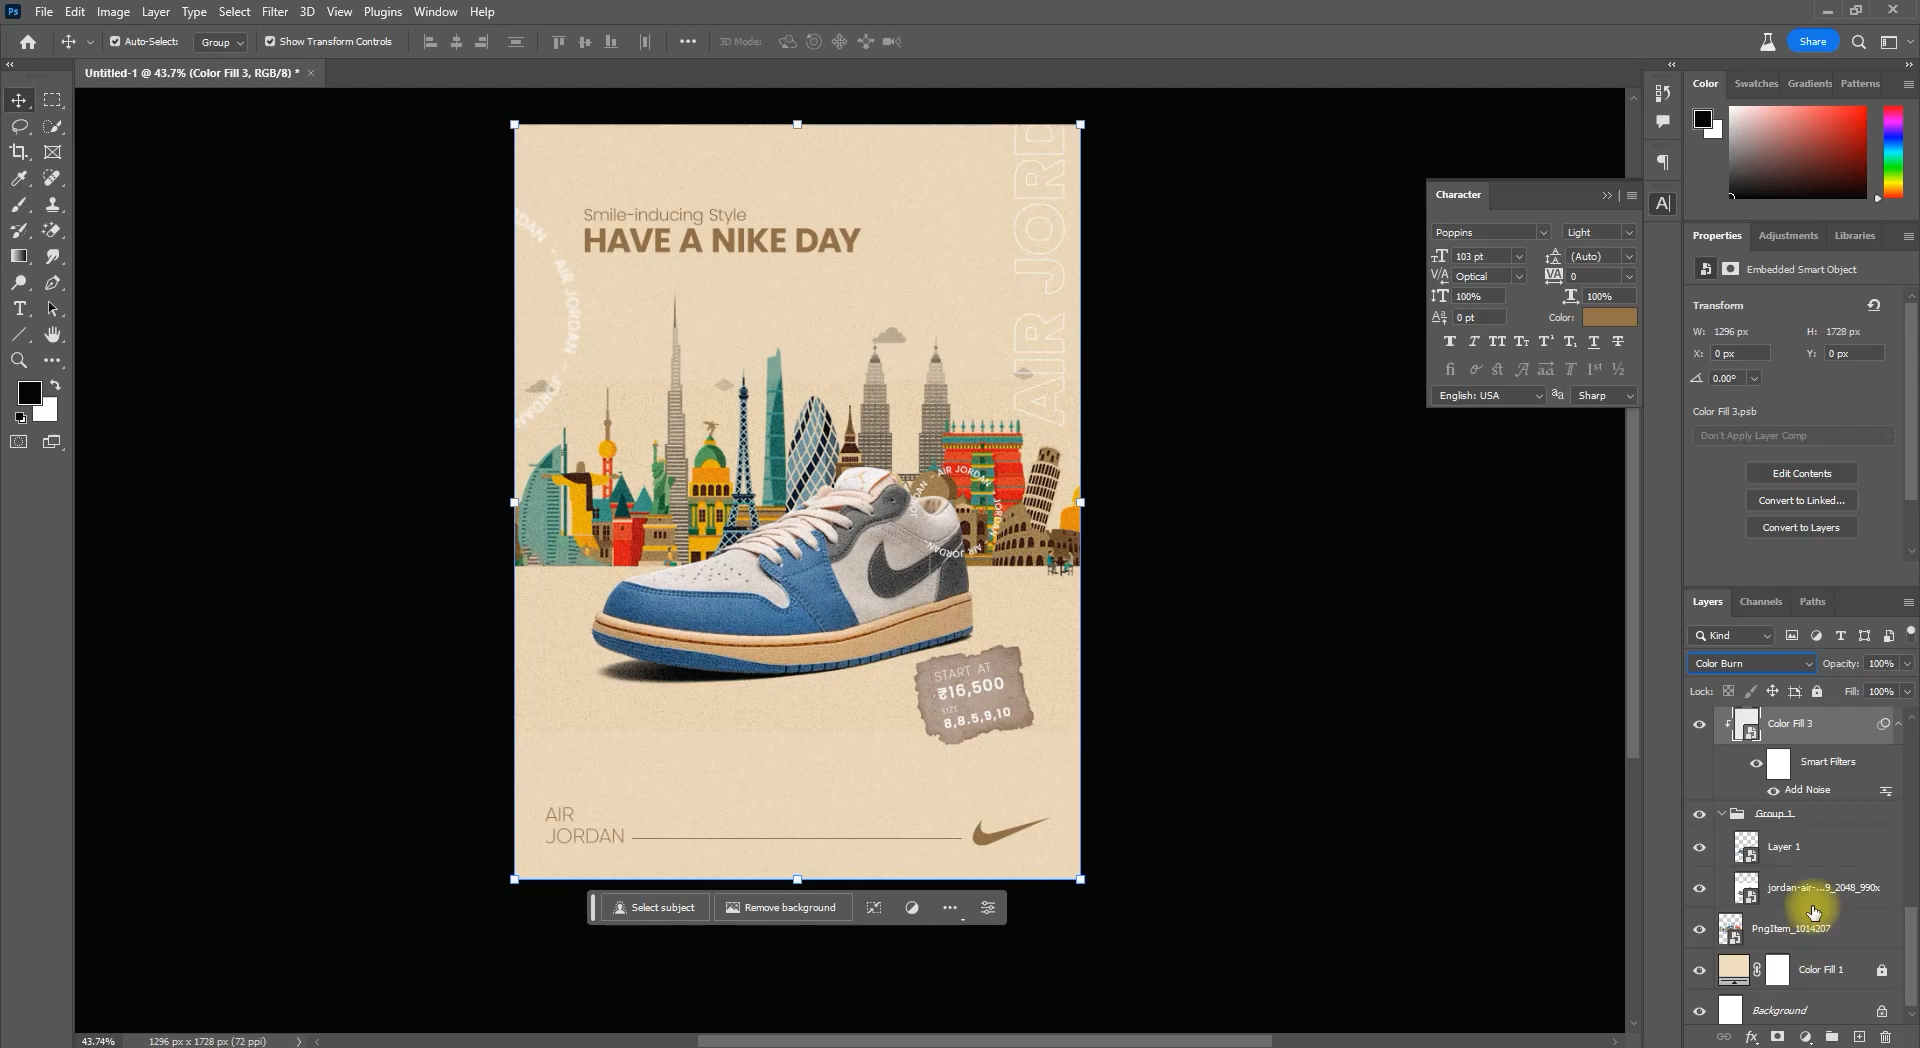 Ps File Edit Image Layer Type Select Filter 3D View Plugins Window Help
Auto-Select: Group Show Transform Controls 3D Mode: Share
Untitled-1 @ 43.7% (Color Fill 3, RGB/8) *
Smile-inducing Style
HAVE A NIKE DAY
AIR JORD
AIR JORDAN - JORDAN
AIR JORDAN - JORDAN
START AT
₹16,500
SIZE
8,8.5,9,10
AIR
JORDAN
Select subject Remove background
43.74% 1296 px x 1728 px (72 ppi)
Character
Poppins Light
103 pt (Auto)
Optical 0
100% 100%
0 pt Color:
English: USA aa Sharp
Color Swatches Gradients Patterns
Properties Adjustments Libraries
Embedded Smart Object
Transform
W: 1296 px H: 1728 px
X: 0 px Y: 0 px
0.00°
Color Fill 3.psb
Don't Apply Layer Comp
Edit Contents
Convert to Linked...
Convert to Layers
Layers Channels Paths
Kind
Color Burn Opacity: 100%
Lock: Fill: 100%
Color Fill 3
Smart Filters
Add Noise
Group 1
Layer 1
jordan-air-...9_2048_990x
PngItem_1014207
Color Fill 1
Background